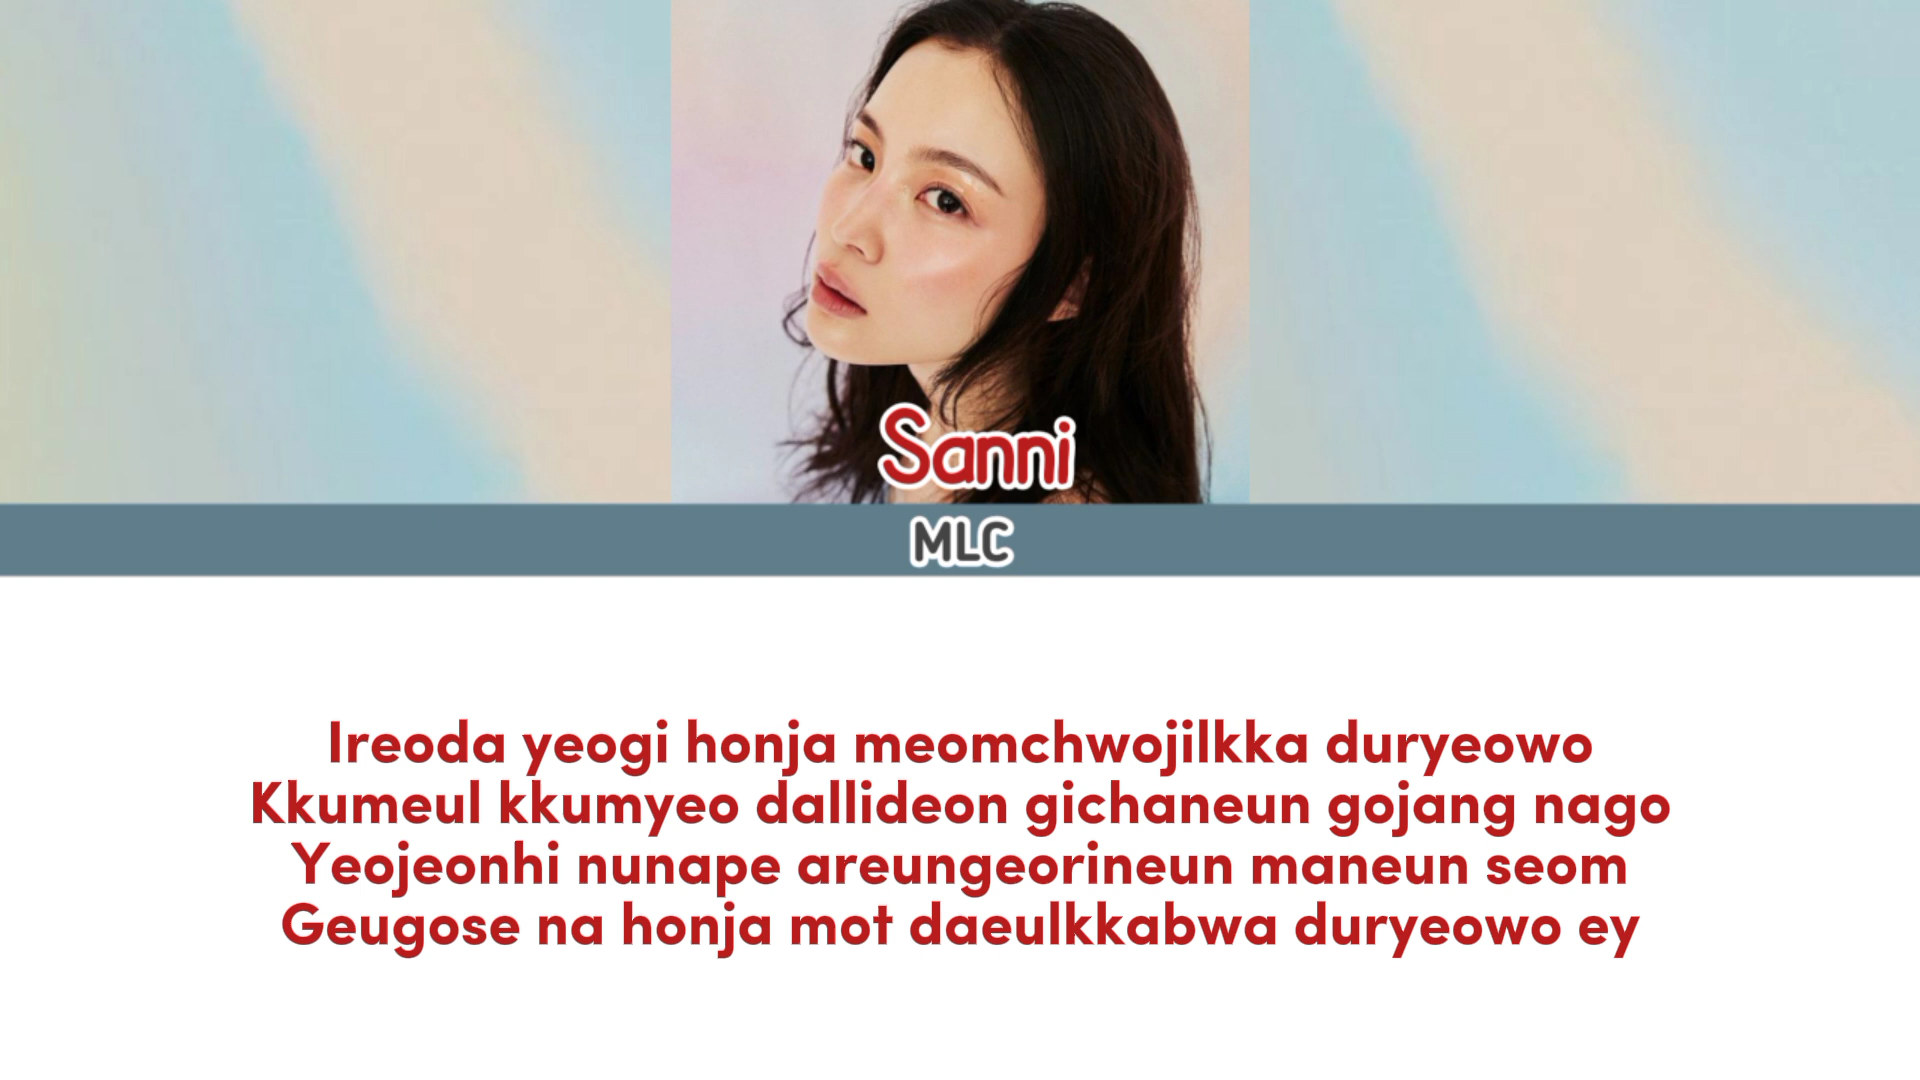 Sanni
MLC
Ireoda yeogi honja meomchwojilkka duryeowo
Kkumeul kkumyeo dallideon gichaneun gojang nago
Yeojeonhi nunape areungeorineun maneun seom
Geugose na honja mot daeulkkabwa duryeowo ey